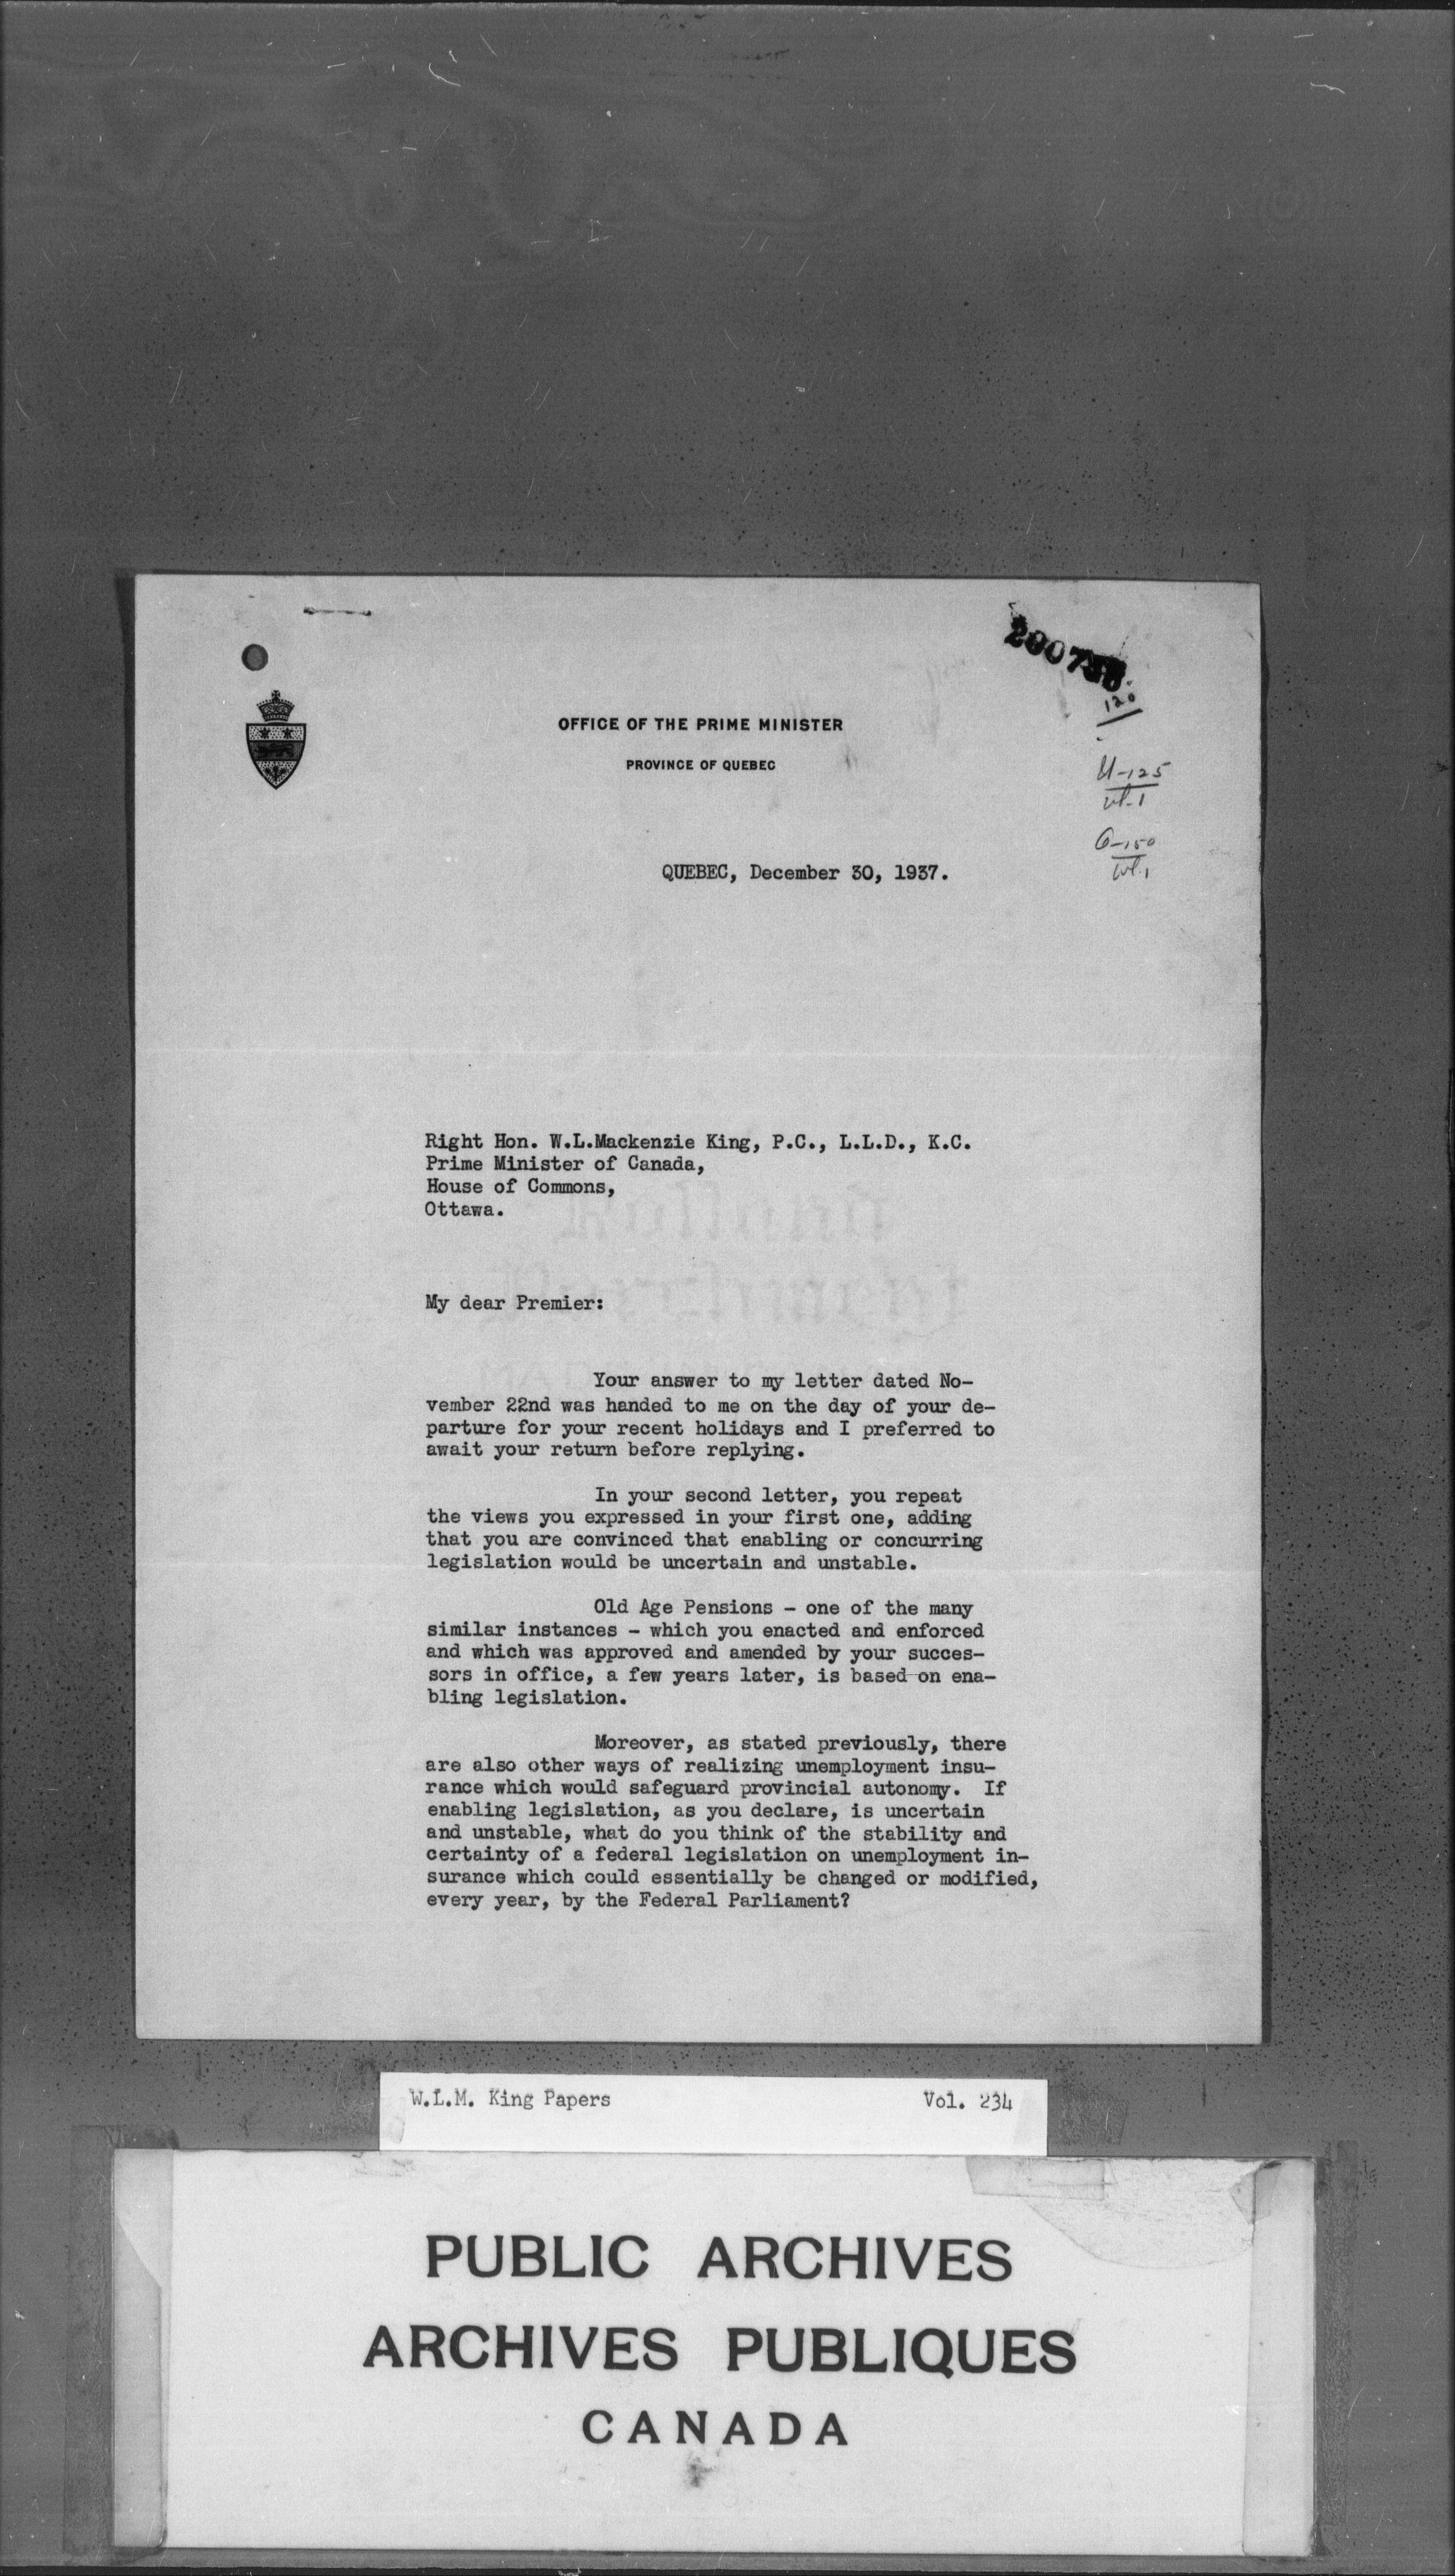 120
OFFICE OF THE PRIME MINISTER
PROVINCE OF QUEBEC
U-125
vl. 1
G-150
vl. 1
QUEBEC, December 30, 1937.
Right Hon. W.L.Mackenzie King, P.C., L.L.D., K.C.
Prime Minister of Canada,
House of Commons,
Ottawa.
My dear Premier:
Your answer to my letter dated No-
vember 22nd was handed to me on the day of your de-
parture for your recent holidays and I preferred to
await your return before replying.
In your second letter, you repeat
the views you expressed in your first one, adding
that you are convinced that enabling or concurring
legislation would be uncertain and unstable.
Old Age Pensions - one of the many
similar instances - which you enacted and enforced
and which was approved and amended by your succes-
sors in office, a few years later, is based on ena-
bling legislation.
Moreover, as stated previously, there
are also other ways of realizing unemployment insu-
rance which would safeguard provincial autonomy. If
enabling legislation, as you declare, is uncertain
and unstable, what do you think of the stability and
certainty of a federal legislation on unemployment in-
surance which could essentially be changed or modified,
every year, by the Federal Parliament?
W.L.M. King Papers Vol. 234
PUBLIC ARCHIVES
ARCHIVES PUBLIQUES
CANADA